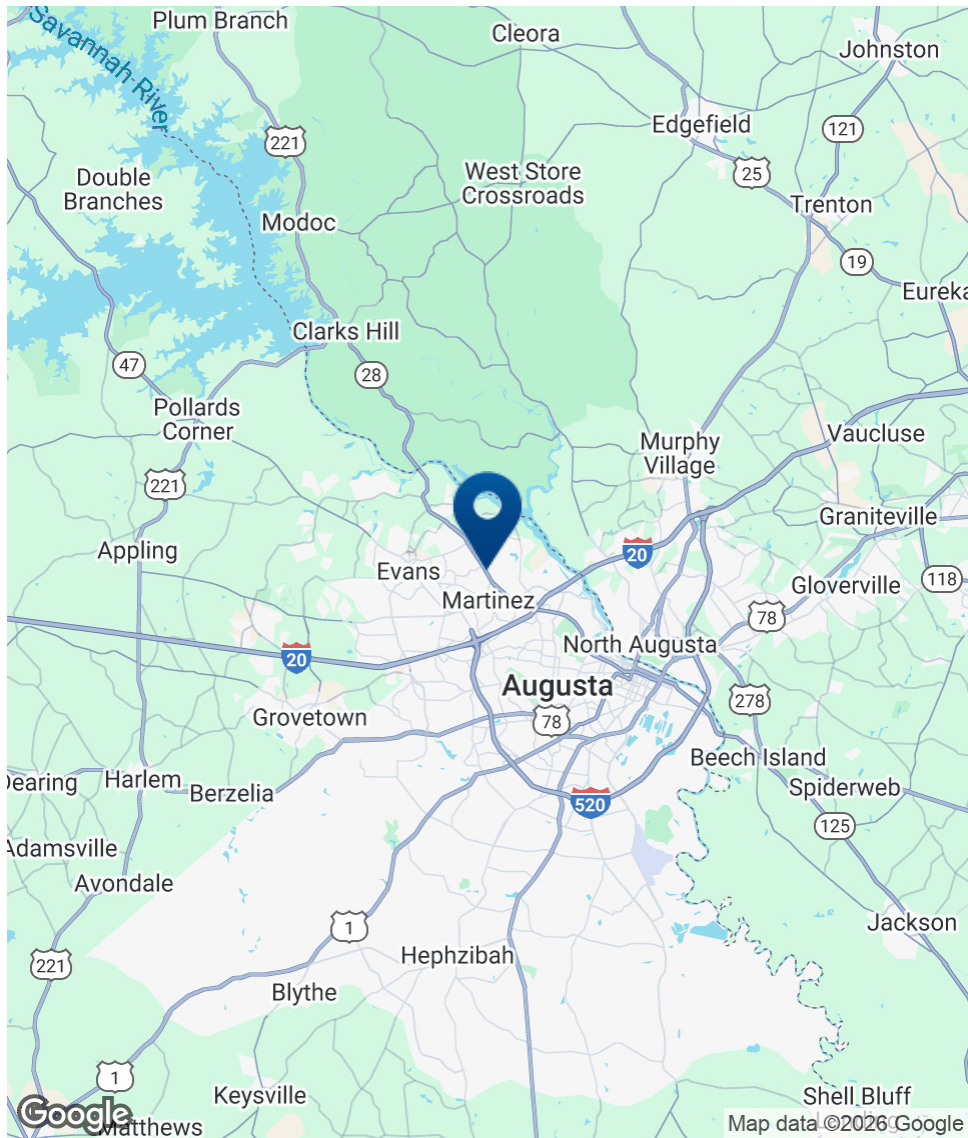 Savannah River
Plum Branch
Cleora
Johnston
221
Edgefield
121
Double
Branches
West Store
Crossroads
25
Modoc
Trenton
19
Eureka
Clarks Hill
47
28
Pollards
Corner
Murphy
Village
Vaucluse
221
Graniteville
Appling
Evans
20
118
Gloverville
Martinez
78
20
North Augusta
Augusta
Grovetown
78
278
Beech Island
Dearing
Harlem
Berzelia
Spiderweb
520
125
Adamsville
Avondale
Jackson
1
221
Hephzibah
Blythe
1
Keysville
Shell Bluff
Landing
Google
Matthews
Map data ©2026 Google